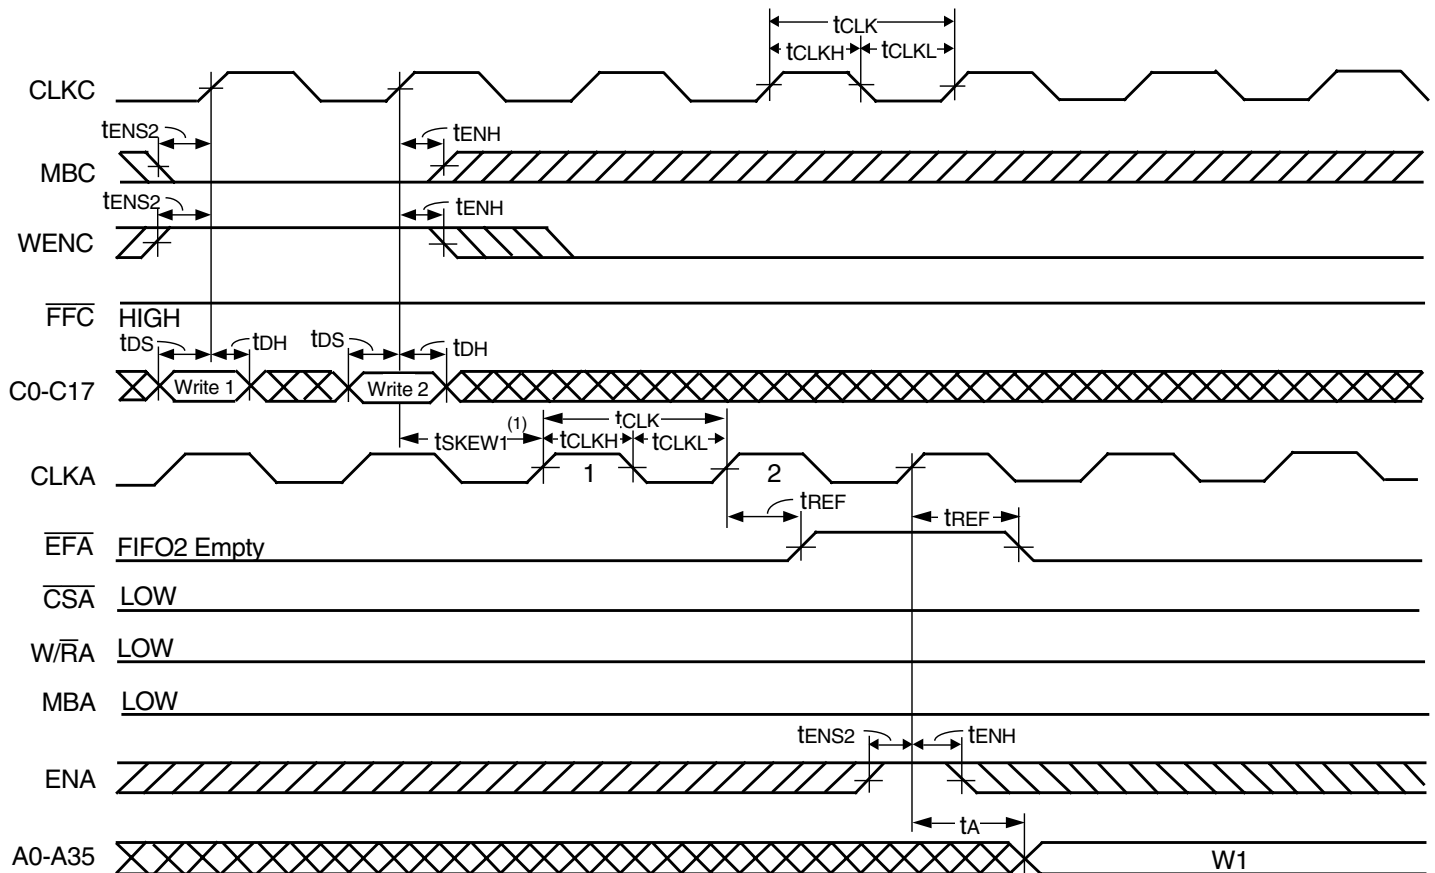 tCLK
tCLKH tCLKL
CLKC
tENS2 tENH
MBC
tENS2 tENH
WENC
FFC HIGH
tDS tDH tDS tDH
C0-C17 Write 1 Write 2
tSKEW1(1) tCLK
tCLKH tCLKL
CLKA 1 2
tREF tREF
EFA FIFO2 Empty
CSA LOW
W/RA LOW
MBA LOW
tENS2 tENH
ENA
tA
A0-A35 W1